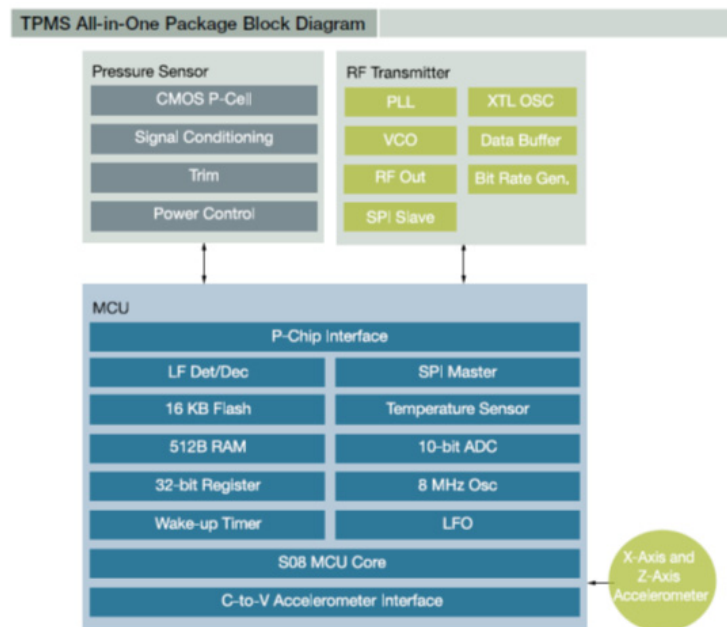 TPMS All-in-One Package Block Diagram
Pressure Sensor
CMOS P-Cell
Signal Conditioning
Trim
Power Control
RF Transmitter
PLL
XTL OSC
VCO
Data Buffer
RF Out
Bit Rate Gen.
SPI Slave
MCU
P-Chip Interface
LF Det/Dec
SPI Master
16 KB Flash
Temperature Sensor
512B RAM
10-bit ADC
32-bit Register
8 MHz Osc
Wake-up Timer
LFO
S08 MCU Core
C-to-V Accelerometer Interface
X-Axis and
Z-Axis
Accelerometer